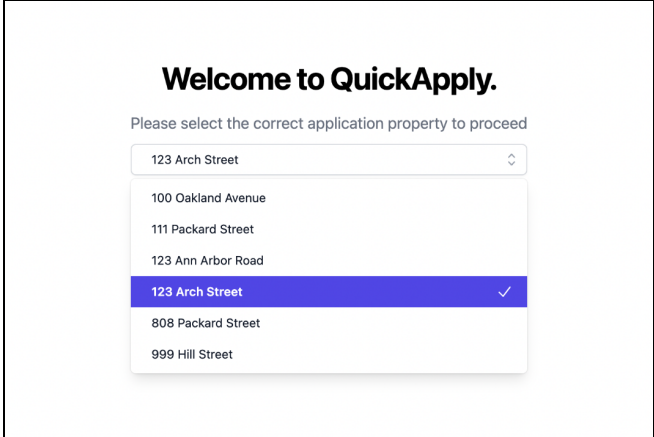 Welcome to QuickApply.
Please select the correct application property to proceed
123 Arch Street
100 Oakland Avenue
111 Packard Street
123 Ann Arbor Road
123 Arch Street
808 Packard Street
999 Hill Street